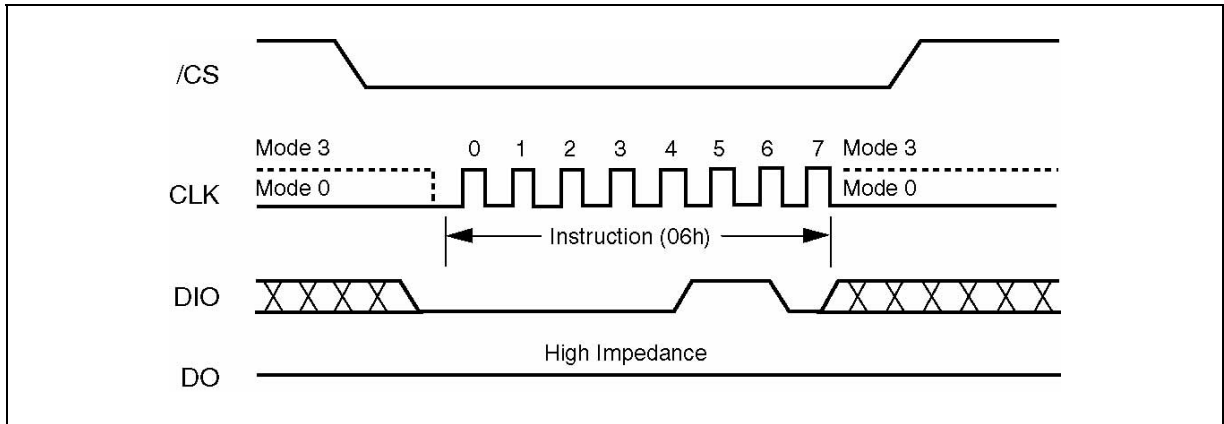 /CS
Mode 3 0 1 2 3 4 5 6 7 Mode 3
CLK Mode 0 Mode 0
Instruction (06h)
DIO
High Impedance
DO